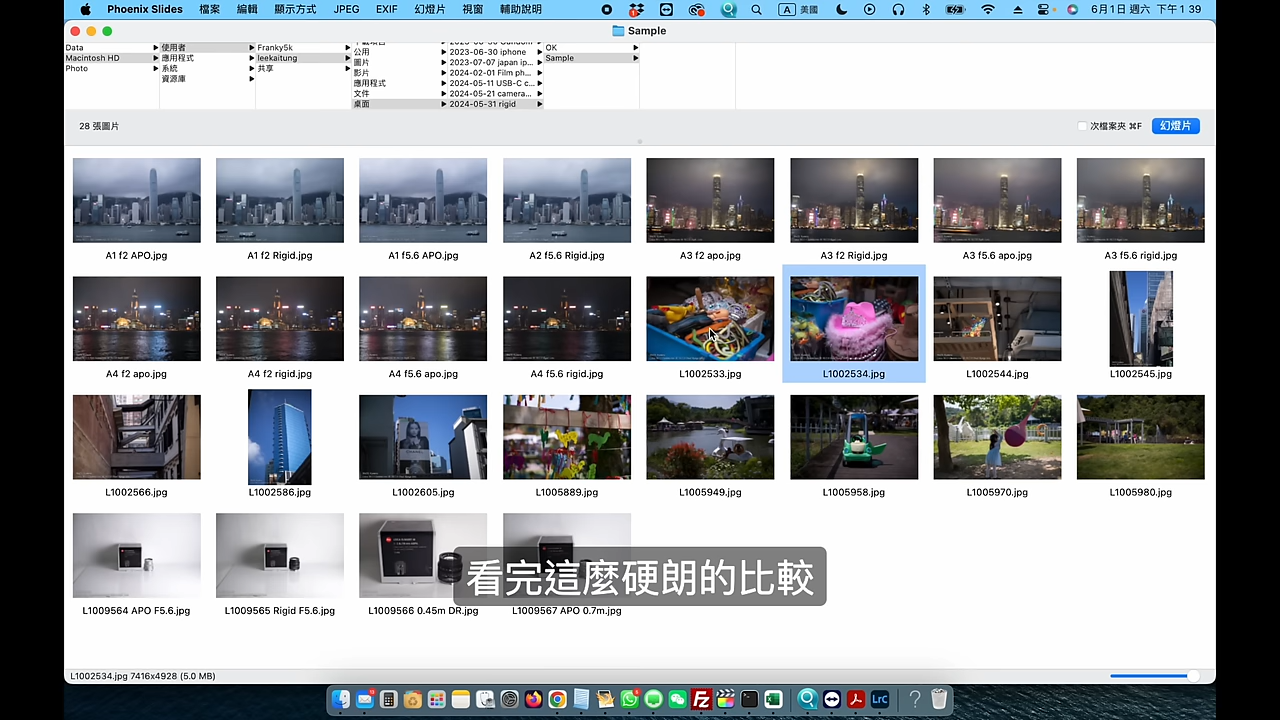 Phoenix Slides 檔案 編輯 顯示方式 JPEG EXIF 幻燈片 視窗 輔助說明
A 美國 6月1日 週六 下午1:39
Sample
Data
Macintosh HD
Photo
使用者
應用程式
系統
資源庫
Franky5k
leekaitung
共享
公用
圖片
影片
應用程式
文件
桌面
2023-06-30 iphone
2023-07-07 japan ip...
2024-02-01 Film ph...
2024-05-11 USB-C c...
2024-05-21 camera...
2024-05-31 rigid
OK
Sample
28 張圖片
次檔案夾 ⌘F 幻燈片
A1 f2 APO.jpg A1 f2 Rigid.jpg A1 f5.6 APO.jpg A2 f5.6 Rigid.jpg A3 f2 apo.jpg A3 f2 Rigid.jpg A3 f5.6 apo.jpg A3 f5.6 rigid.jpg
A4 f2 apo.jpg A4 f2 rigid.jpg A4 f5.6 apo.jpg A4 f5.6 rigid.jpg L1002533.jpg L1002534.jpg L1002544.jpg L1002545.jpg
L1002566.jpg L1002586.jpg L1002605.jpg L1005889.jpg L1005949.jpg L1005958.jpg L1005970.jpg L1005980.jpg
L1009564 APO F5.6.jpg L1009565 Rigid F5.6.jpg L1009566 0.45m DR.jpg L1009567 APO 0.7m.jpg
看完這麼硬朗的比較
L1002534.jpg 7416x4928 (5.0 MB)
Fz
LrC